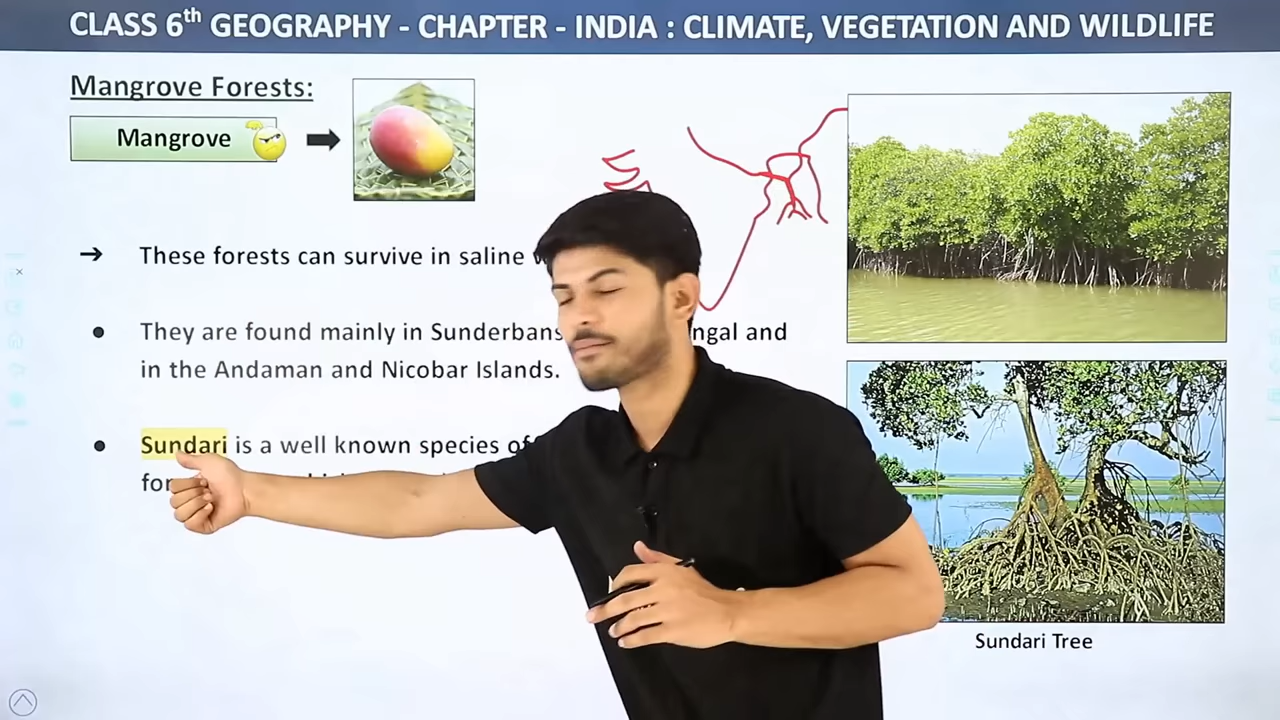 CLASS 6th GEOGRAPHY - CHAPTER - INDIA : CLIMATE, VEGETATION AND WILDLIFE
Mangrove Forests:
Mangrove
These forests can survive in saline
They are found mainly in Sunderbans
and
in the Andaman and Nicobar Islands.
Sundari is a well known species of
Sundari Tree